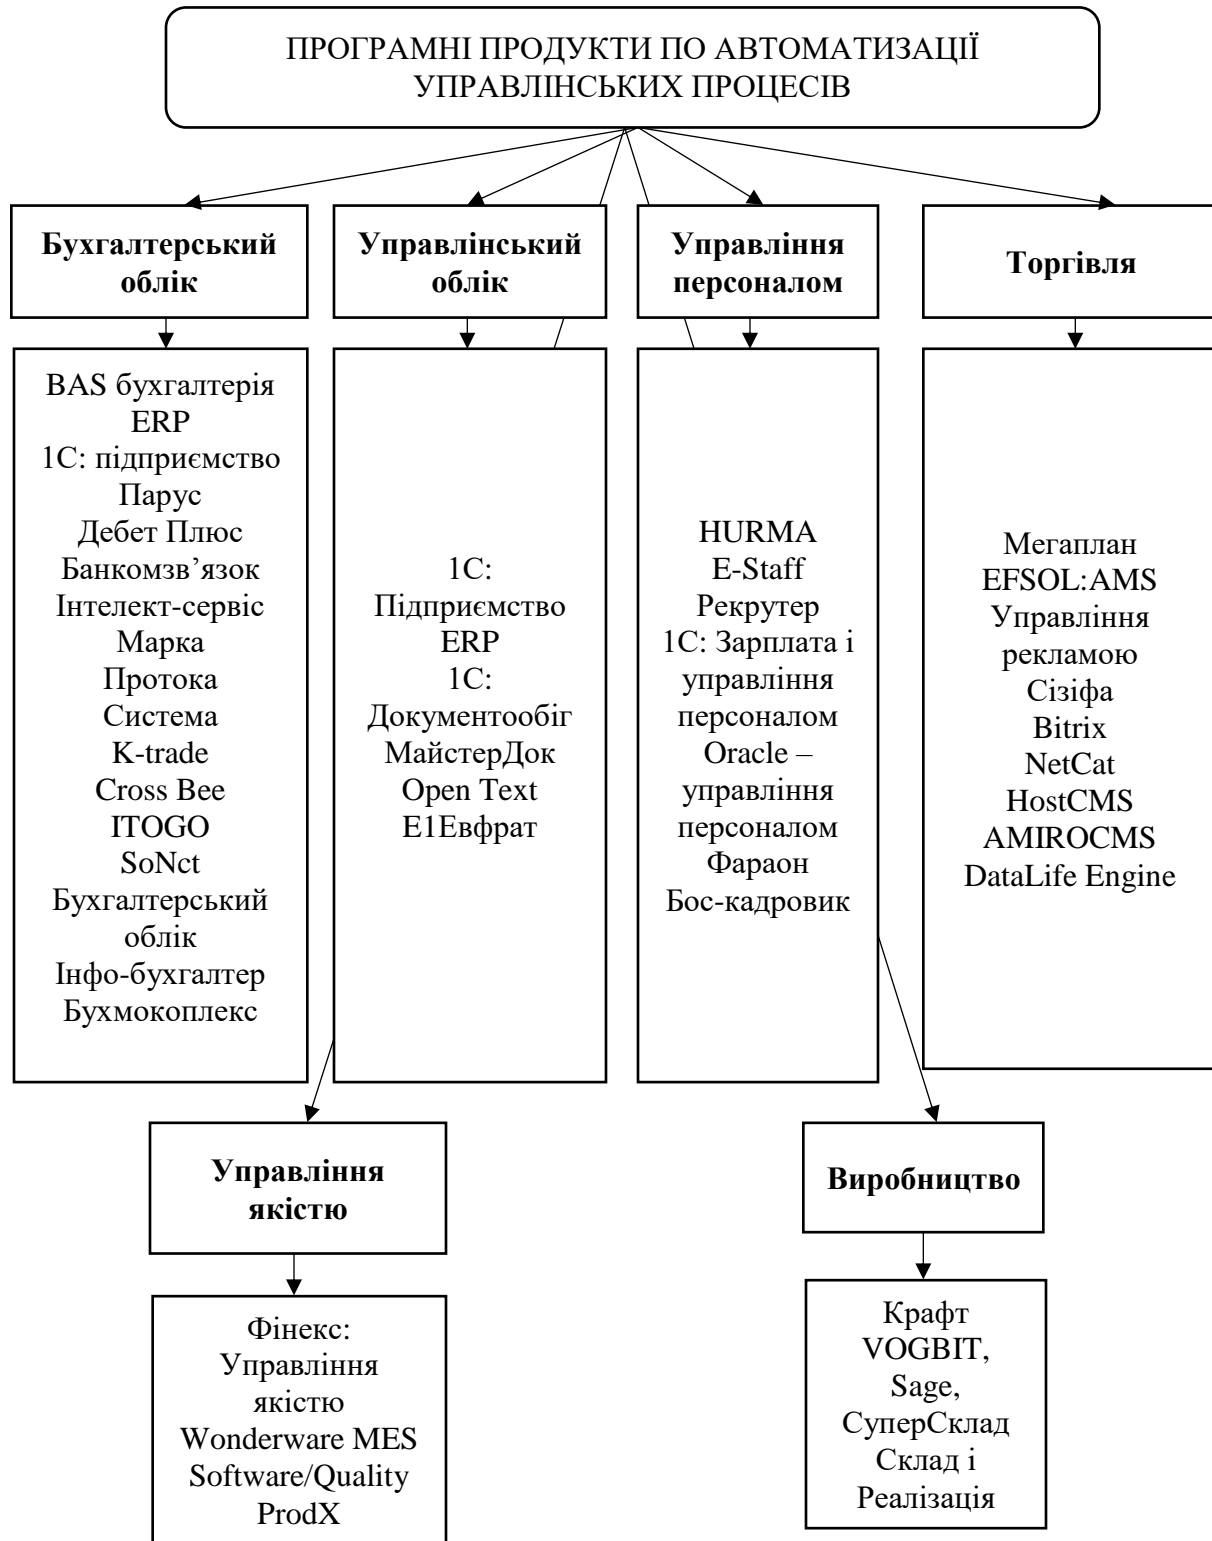 ПРОГРАМНІ ПРОДУКТИ ПО АВТОМАТИЗАЦІЇ
УПРАВЛІНСЬКИХ ПРОЦЕСІВ
Бухгалтерський
облік
Управлінський
облік
Управління
персоналом
Торгівля
BAS бухгалтерія
ERP
1С: підприємство
Парус
Дебет Плюс
Банкомзв’язок
Інтелект-сервіс
Марка
Протока
Система
K-trade
Cross Bee
ITOGO
SoNct
Бухгалтерський
облік
Інфо-бухгалтер
Бухмокоплекс
1С:
Підприємство
ERP
1С:
Документообіг
МайстерДок
Open Text
Е1Евфрат
HURMA
E-Staff
Рекрутер
1С: Зарплата і
управління
персоналом
Oracle –
управління
персоналом
Фараон
Бос-кадровик
Мегаплан
EFSOL:AMS
Управління
рекламою
Сізіфа
Bitrix
NetCat
HostCMS
AMIROCMS
DataLife Engine
Управління
якістю
Виробництво
Фінекс:
Управління
якістю
Wonderware MES
Software/Quality
ProdX
Крафт
VOGBIT,
Sage,
СуперСклад
Склад і
Реалізація